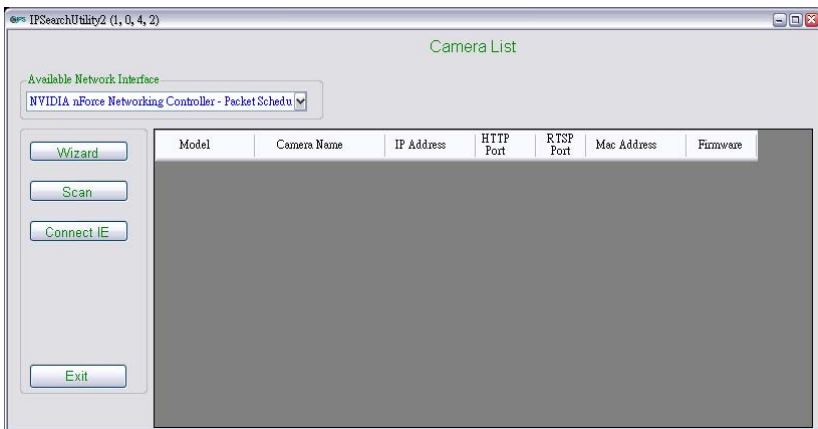 IPSearchUtility2 (1, 0, 4, 2)
Camera List
Available Network Interface
NVIDIA nForce Networking Controller - Packet Schedu
Wizard
Scan
Connect IE
Exit
Model Camera Name IP Address HTTP Port RTSP Port Mac Address Firmware